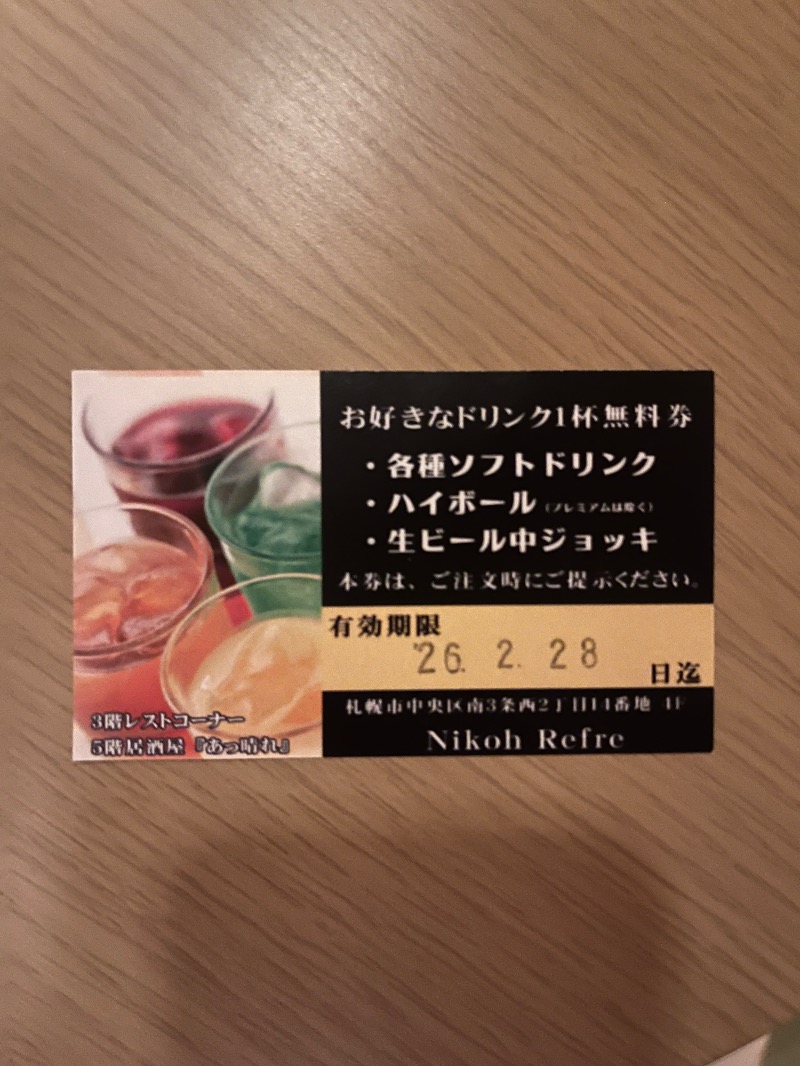 お好きなドリンク1杯無料券
・各種ソフトドリンク
・ハイボール（プレミアムは除く）
・生ビール中ジョッキ
本券は、ご注文時にご提示ください。
有効期限
'26. 2. 28
日迄
札幌市中央区南3条西2丁目14番地 4F
Nikoh Refre
3階レストコーナー
5階居酒屋『あっ晴れ』